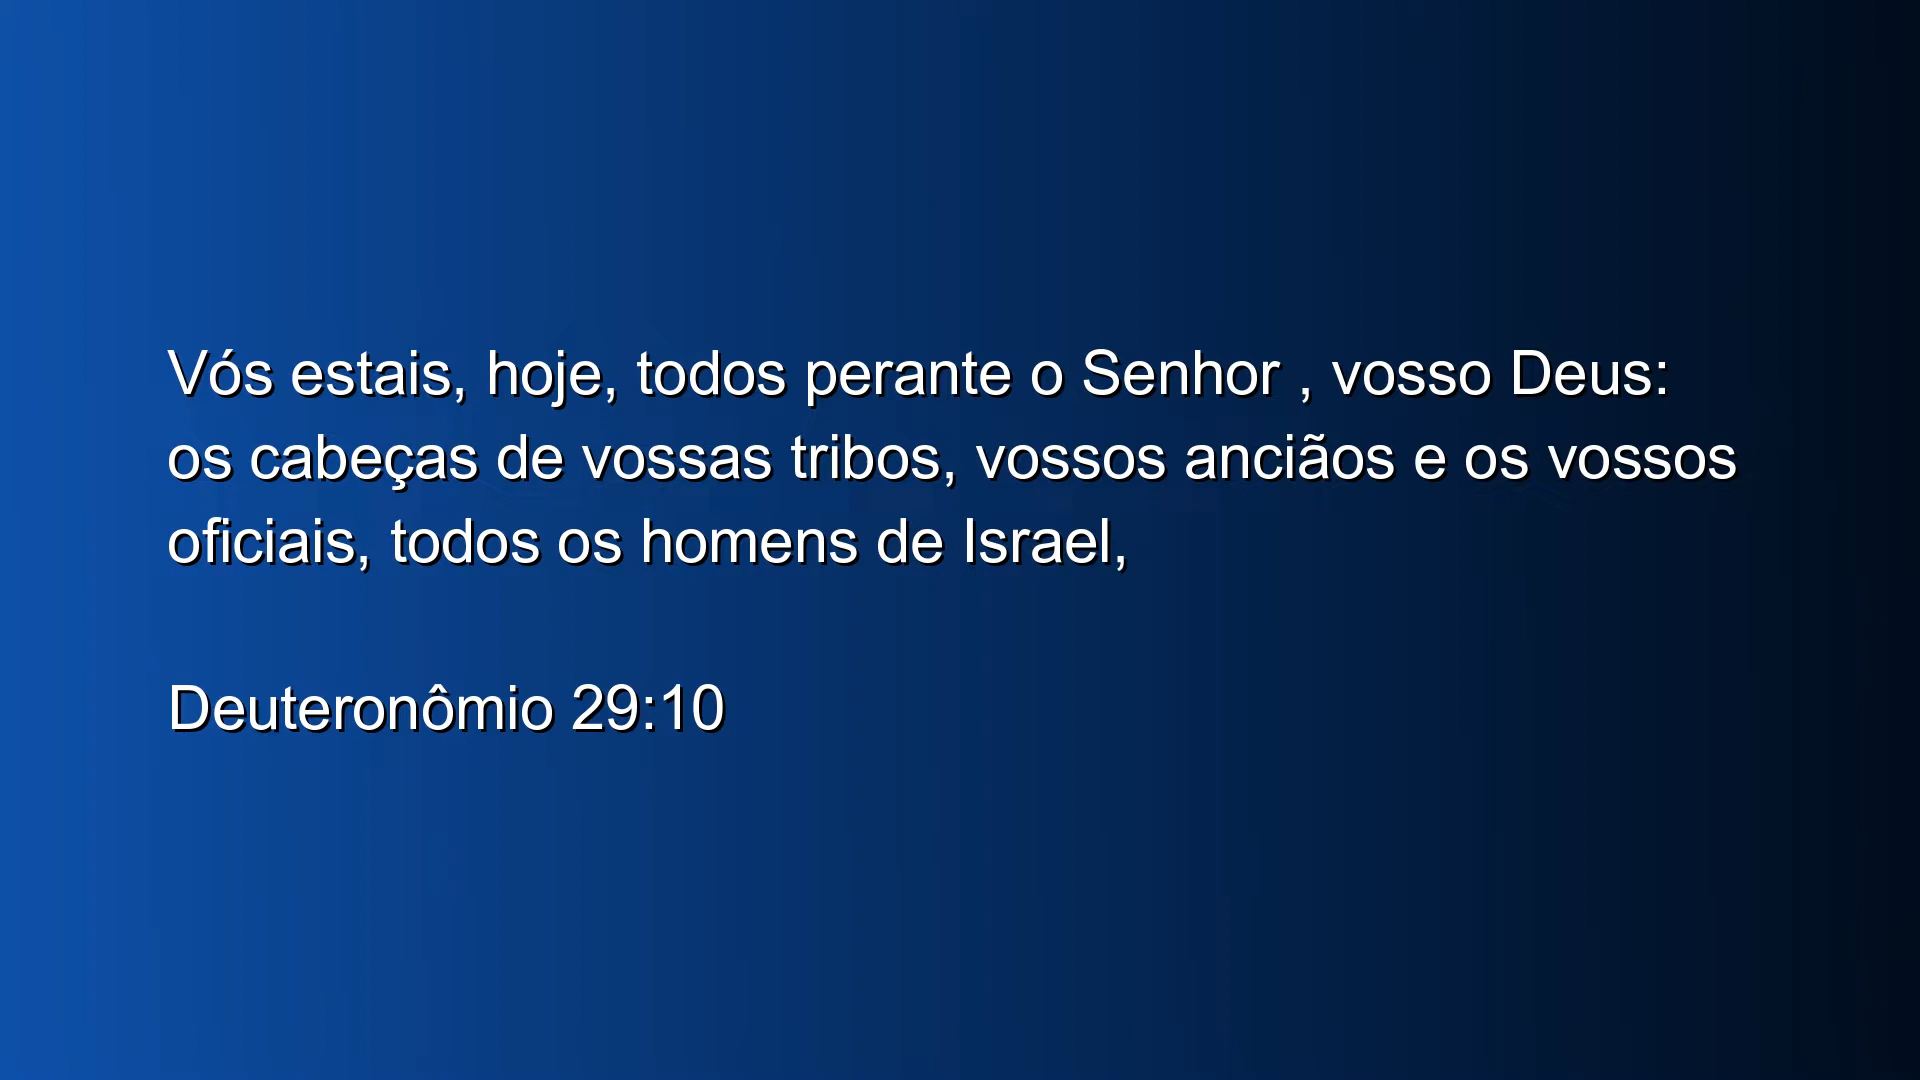 Vós estais, hoje, todos perante o Senhor , vosso Deus:
os cabeças de vossas tribos, vossos anciãos e os vossos
oficiais, todos os homens de Israel,
Deuteronômio 29:10